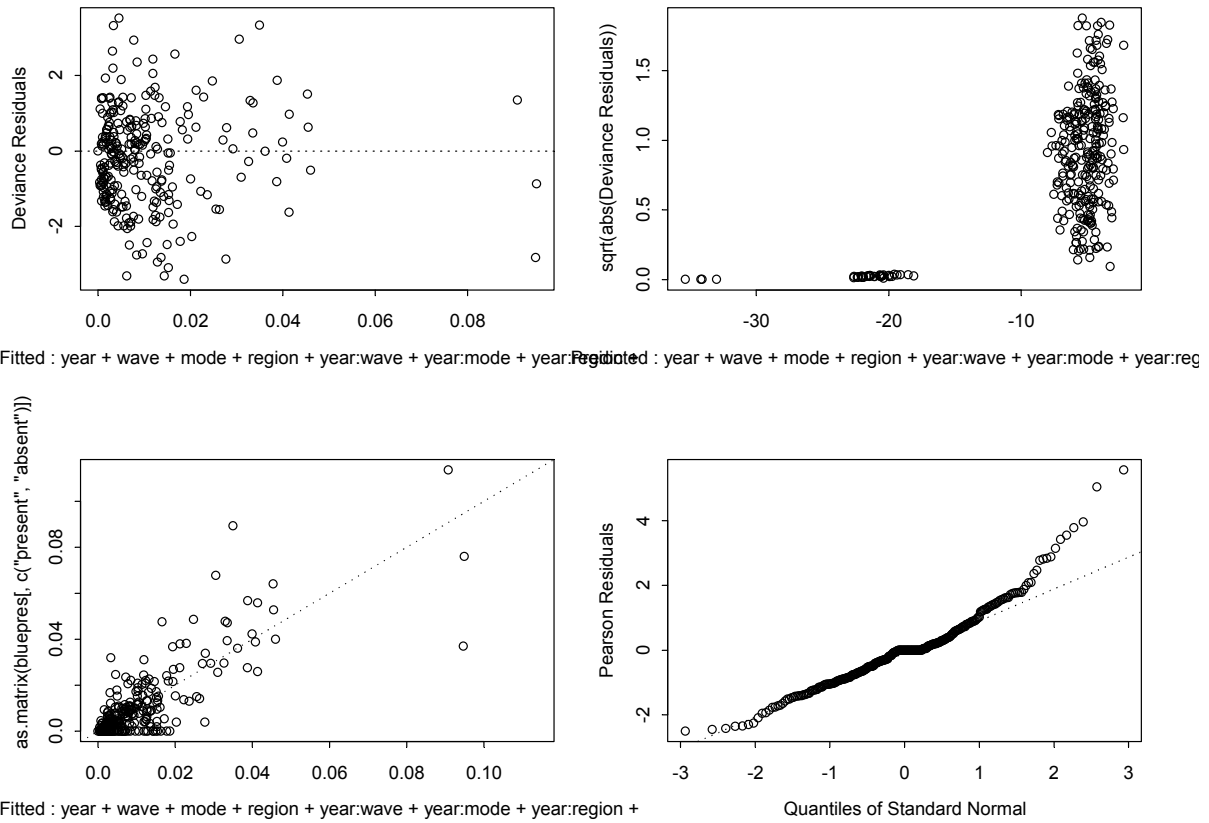 Deviance Residuals
2
0
-2
0.0 0.02 0.04 0.06 0.08
Fitted : year + wave + mode + region + year:wave + year:mode + year:region +
sqrt(abs(Deviance Residuals))
1.5
1.0
0.5
0.0
-30 -20 -10
Predicted : year + wave + mode + region + year:wave + year:mode + year:reg
as.matrix(bluepres[, c("present", "absent")])
0.08
0.04
0.0
0.0 0.02 0.04 0.06 0.08 0.10
Fitted : year + wave + mode + region + year:wave + year:mode + year:region +
Pearson Residuals
4
2
0
-2
-3 -2 -1 0 1 2 3
Quantiles of Standard Normal